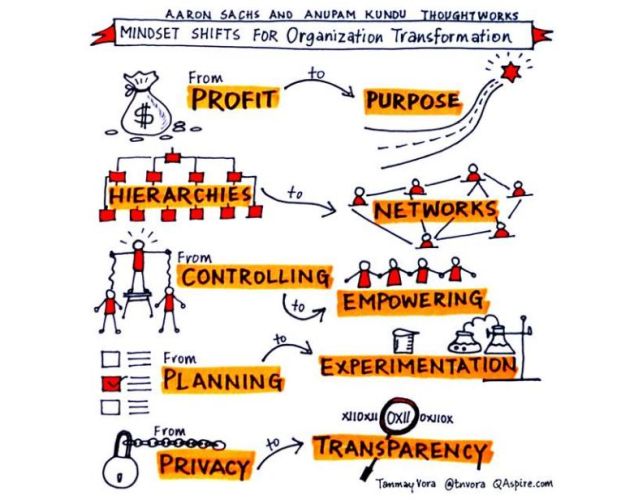 AARON SACHS AND ANUPAM KUNDU THOUGHTWORKS
MINDSET SHIFTS FOR Organization Transformation
From to
PROFIT PURPOSE
$
HIERARCHIES to NETWORKS
From
CONTROLLING
to EMPOWERING
From to
PLANNING EXPERIMENTATION
From to
PRIVACY TRANSPARENCY
XIIOXII OXII OXIIOX
Tanmay Vora @tnvora QAspire.com